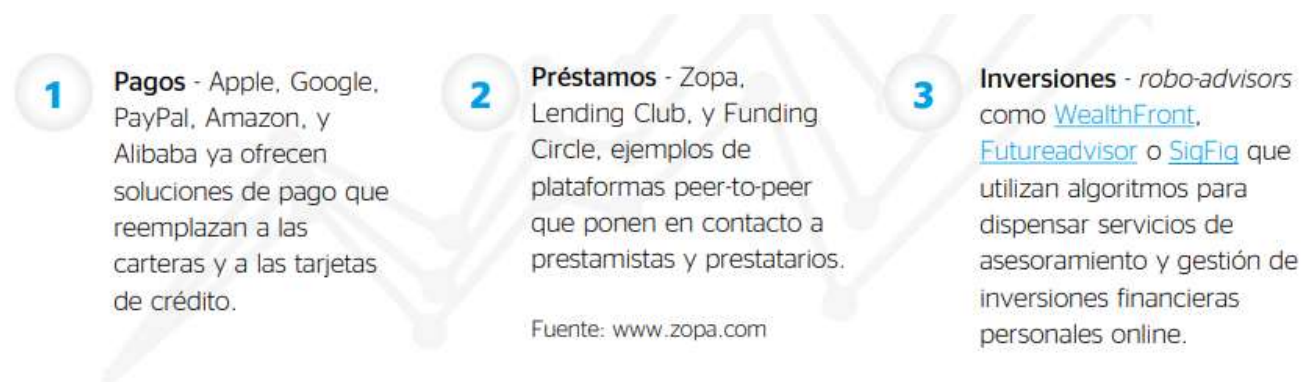 1
Pagos - Apple, Google,
PayPal, Amazon, y
Alibaba ya ofrecen
soluciones de pago que
reemplazan a las
carteras y a las tarjetas
de crédito.
2
Préstamos - Zopa,
Lending Club, y Funding
Circle, ejemplos de
plataformas peer-to-peer
que ponen en contacto a
prestamistas y prestatarios.
Fuente: www.zopa.com
3
Inversiones - robo-advisors
como WealthFront,
Futureadvisor o SigFig que
utilizan algoritmos para
dispensar servicios de
asesoramiento y gestión de
inversiones financieras
personales online.